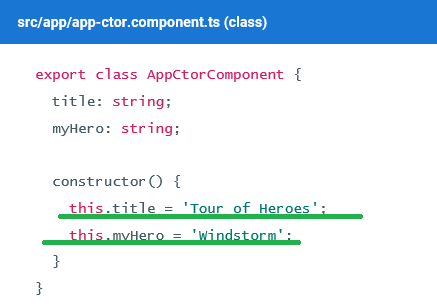 src/app/app-ctor.component.ts (class)
export class AppCtorComponent {
title: string;
myHero: string;
constructor() {
this.title = 'Tour of Heroes';
this.myHero = 'Windstorm';
}
}